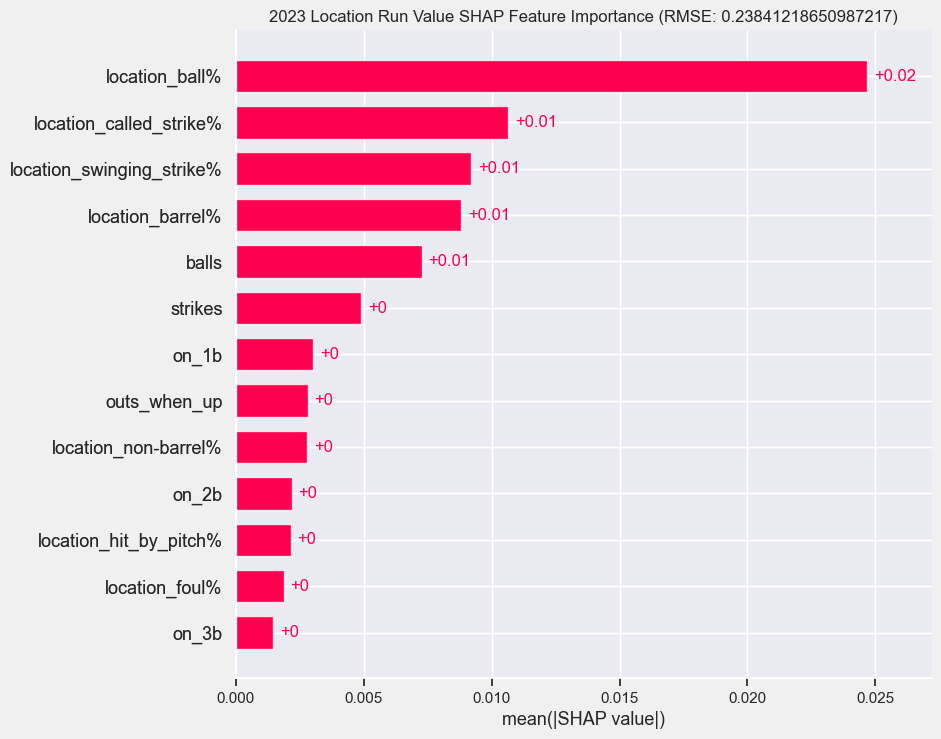 2023 Location Run Value SHAP Feature Importance (RMSE: 0.23841218650987217)
location_ball% +0.02
location_called_strike% +0.01
location_swinging_strike% +0.01
location_barrel% +0.01
balls +0.01
strikes +0
on_1b +0
outs_when_up +0
location_non-barrel% +0
on_2b +0
location_hit_by_pitch% +0
location_foul% +0
on_3b +0
0.000 0.005 0.010 0.015 0.020 0.025
mean(|SHAP value|)